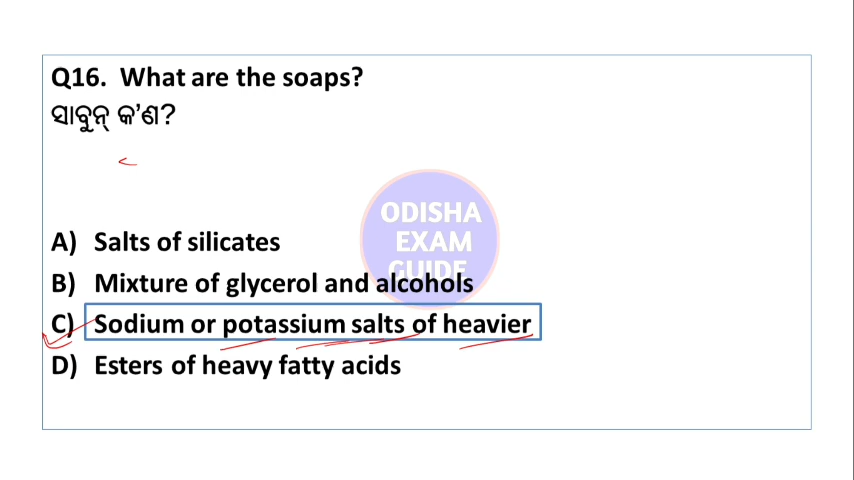 Q16. What are the soaps?
ସାବୁନ୍ କ'ଣ?
ODISHA
EXAM
GUIDE
A) Salts of silicates
B) Mixture of glycerol and alcohols
C) Sodium or potassium salts of heavier
D) Esters of heavy fatty acids